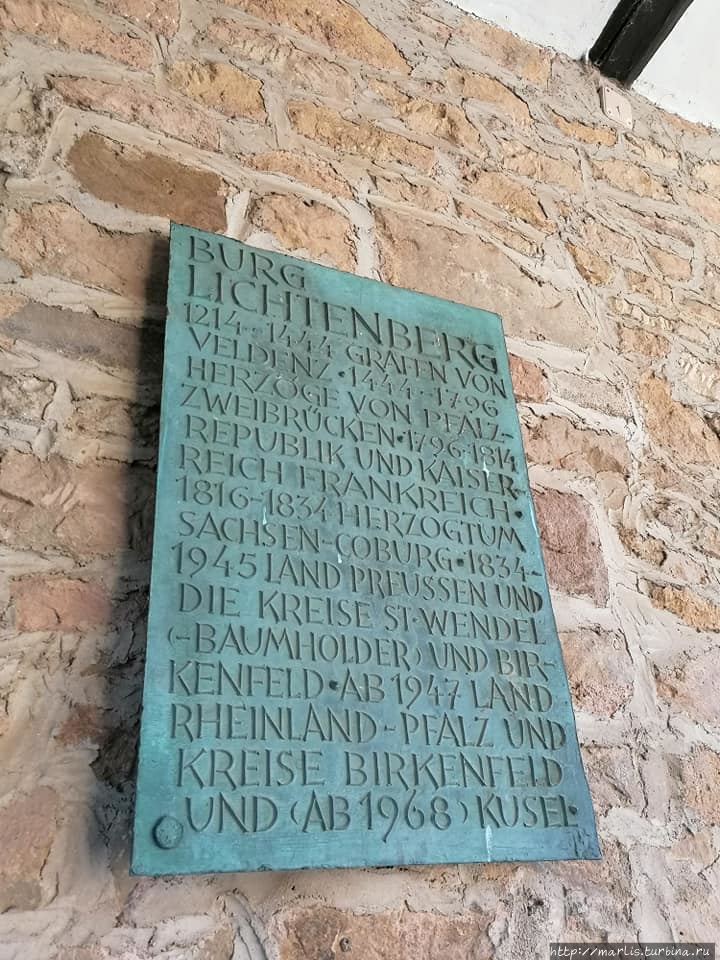 BURG
LICHTENBERG
1214-1444 GRAFEN VON
VELDENZ·1444-1796
HERZÖGE VON PFALZ-
ZWEIBRÜCKEN·1796-1814
REPUBLIK UND KAISER-
REICH FRANKREICH·
1816-1834 HERZOGTUM
SACHSEN-COBURG·1834-
1945 LAND PREUSSEN UND
DIE KREISE ST·WENDEL
(-BAUMHOLDER) UND BIR-
KENFELD·AB 1947 LAND
RHEINLAND-PFALZ UND
KREISE BIRKENFELD
UND (AB 1968) KUSEL·
http://marlis.turbina.ru